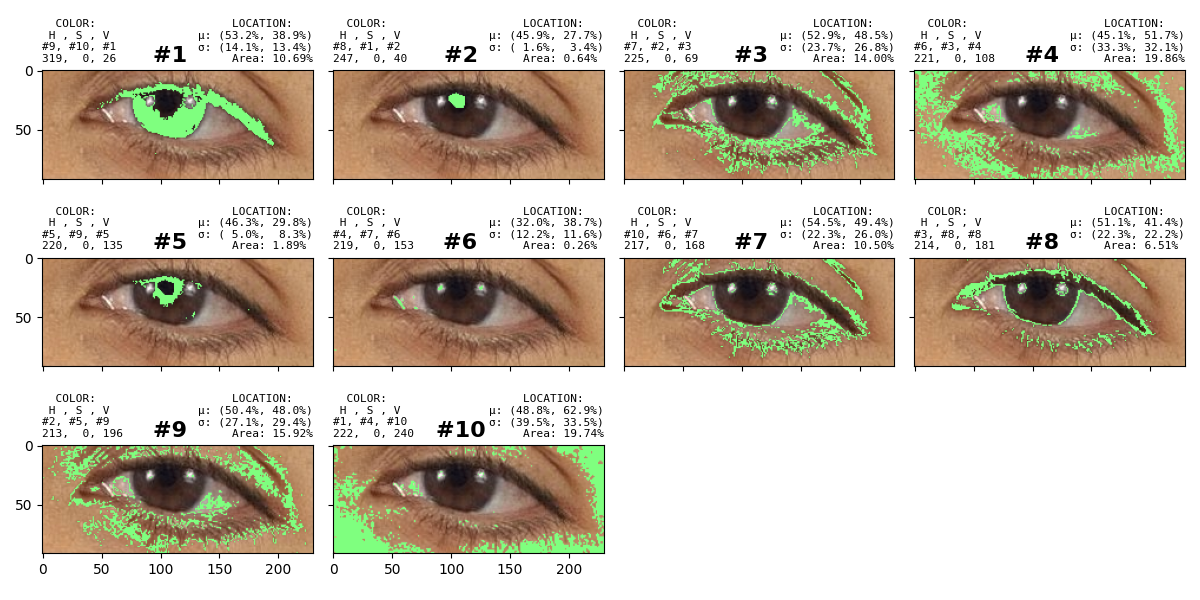 COLOR: LOCATION:
H , S , V μ: (53.2%, 38.9%)
#9, #10, #1 #1 σ: (14.1%, 13.4%)
319, 0, 26 Area: 10.69%
COLOR: LOCATION:
H , S , V μ: (45.9%, 27.7%)
#8, #1, #2 #2 σ: ( 1.6%, 3.4%)
247, 0, 40 Area: 0.64%
COLOR: LOCATION:
H , S , V μ: (52.9%, 48.5%)
#7, #2, #3 #3 σ: (23.7%, 26.8%)
225, 0, 69 Area: 14.00%
COLOR: LOCATION:
H , S , V μ: (45.1%, 51.7%)
#6, #3, #4 #4 σ: (33.3%, 32.1%)
221, 0, 108 Area: 19.86%
0
50
COLOR: LOCATION:
H , S , V μ: (46.3%, 29.8%)
#5, #9, #5 #5 σ: ( 5.0%, 8.3%)
220, 0, 135 Area: 1.89%
COLOR: LOCATION:
H , S , V μ: (32.0%, 38.7%)
#4, #7, #6 #6 σ: (12.2%, 11.6%)
219, 0, 153 Area: 0.26%
COLOR: LOCATION:
H , S , V μ: (54.5%, 49.4%)
#10, #6, #7 #7 σ: (22.3%, 26.0%)
217, 0, 168 Area: 10.50%
COLOR: LOCATION:
H , S , V μ: (51.1%, 41.4%)
#3, #8, #8 #8 σ: (22.3%, 22.2%)
214, 0, 181 Area: 6.51%
0
50
COLOR: LOCATION:
H , S , V μ: (50.4%, 48.0%)
#2, #5, #9 #9 σ: (27.1%, 29.4%)
213, 0, 196 Area: 15.92%
COLOR: LOCATION:
H , S , V μ: (48.8%, 62.9%)
#1, #4, #10 #10 σ: (39.5%, 33.5%)
222, 0, 240 Area: 19.74%
0
50
0 50 100 150 200
0 50 100 150 200